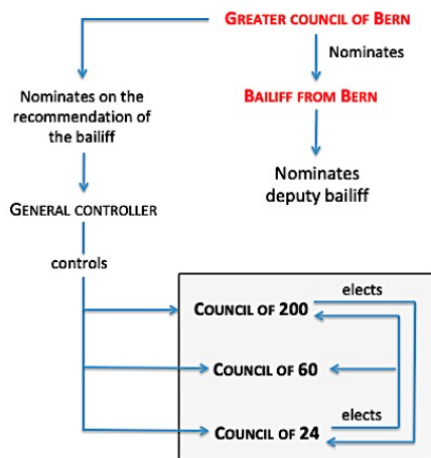 GREATER COUNCIL OF BERN
Nominates
Nominates on the
recommendation of
the bailiff
BAILIFF FROM BERN
Nominates
deputy bailiff
GENERAL CONTROLLER
controls
elects
COUNCIL OF 200
COUNCIL OF 60
elects
COUNCIL OF 24